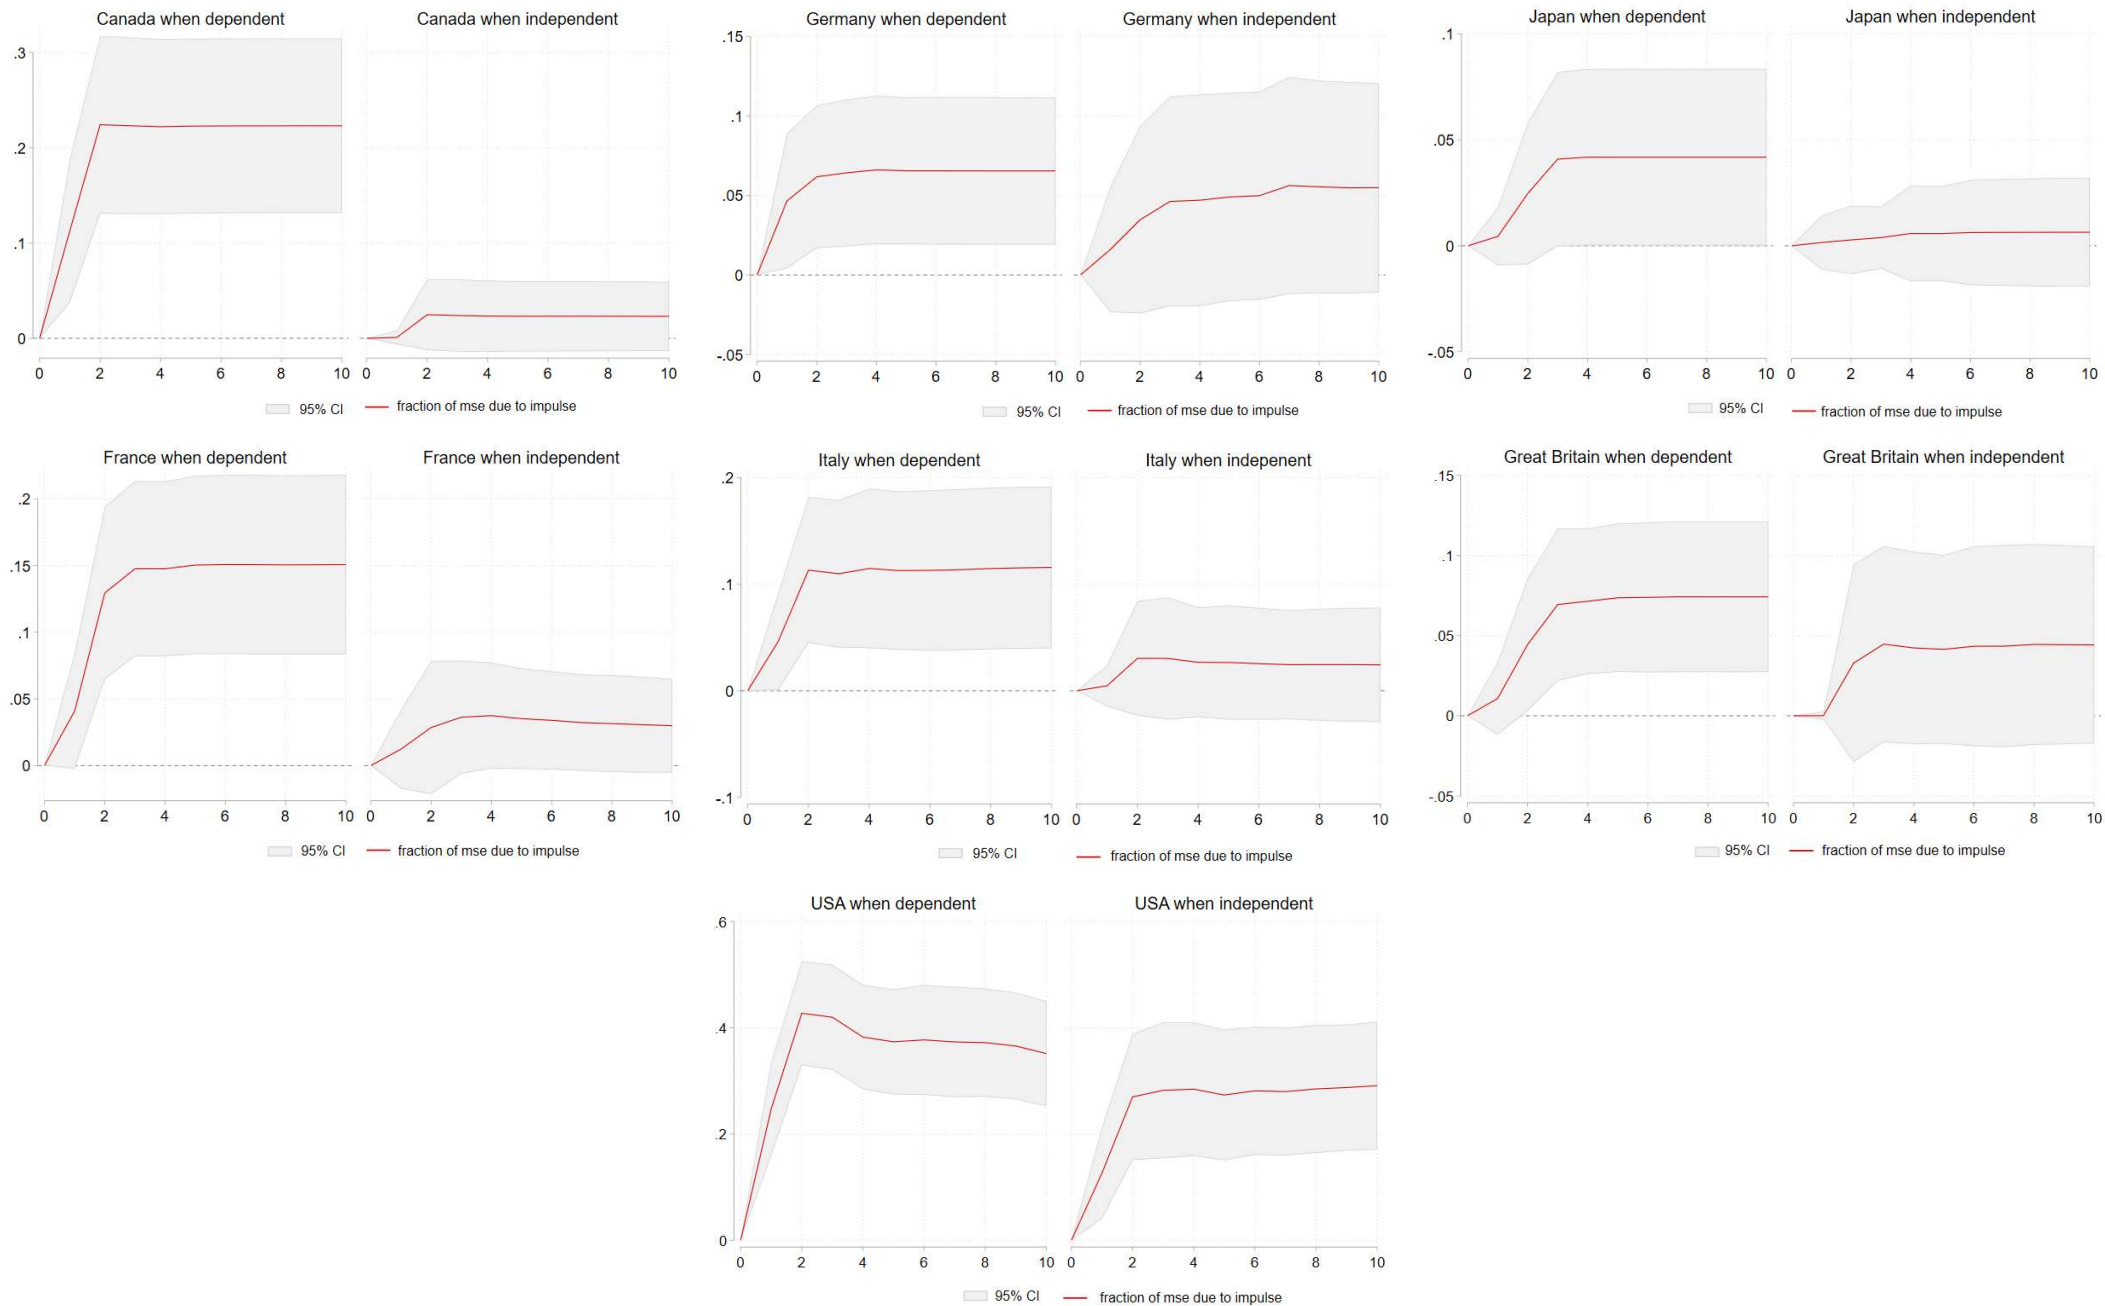 Canada when dependent
Canada when independent
.3
.2
.1
0
0 2 4 6 8 10 0 2 4 6 8 10
95% CI
fraction of mse due to impulse
Germany when dependent
Germany when independent
.15
.1
.05
0
-.05
0 2 4 6 8 10 0 2 4 6 8 10
95% CI
fraction of mse due to impulse
Japan when dependent
Japan when independent
.1
.05
0
-.05
0 2 4 6 8 10 0 2 4 6 8 10
95% CI
fraction of mse due to impulse
France when dependent
France when independent
.2
.15
.1
.05
0
0 2 4 6 8 10 0 2 4 6 8 10
95% CI
fraction of mse due to impulse
Italy when dependent
Italy when indepenent
.2
.1
0
-.1
0 2 4 6 8 10 0 2 4 6 8 10
95% CI
fraction of mse due to impulse
Great Britain when dependent
Great Britain when independent
.15
.1
.05
0
-.05
0 2 4 6 8 10 0 2 4 6 8 10
95% CI
fraction of mse due to impulse
USA when dependent
USA when independent
.6
.4
.2
0
0 2 4 6 8 10 0 2 4 6 8 10
95% CI
fraction of mse due to impulse